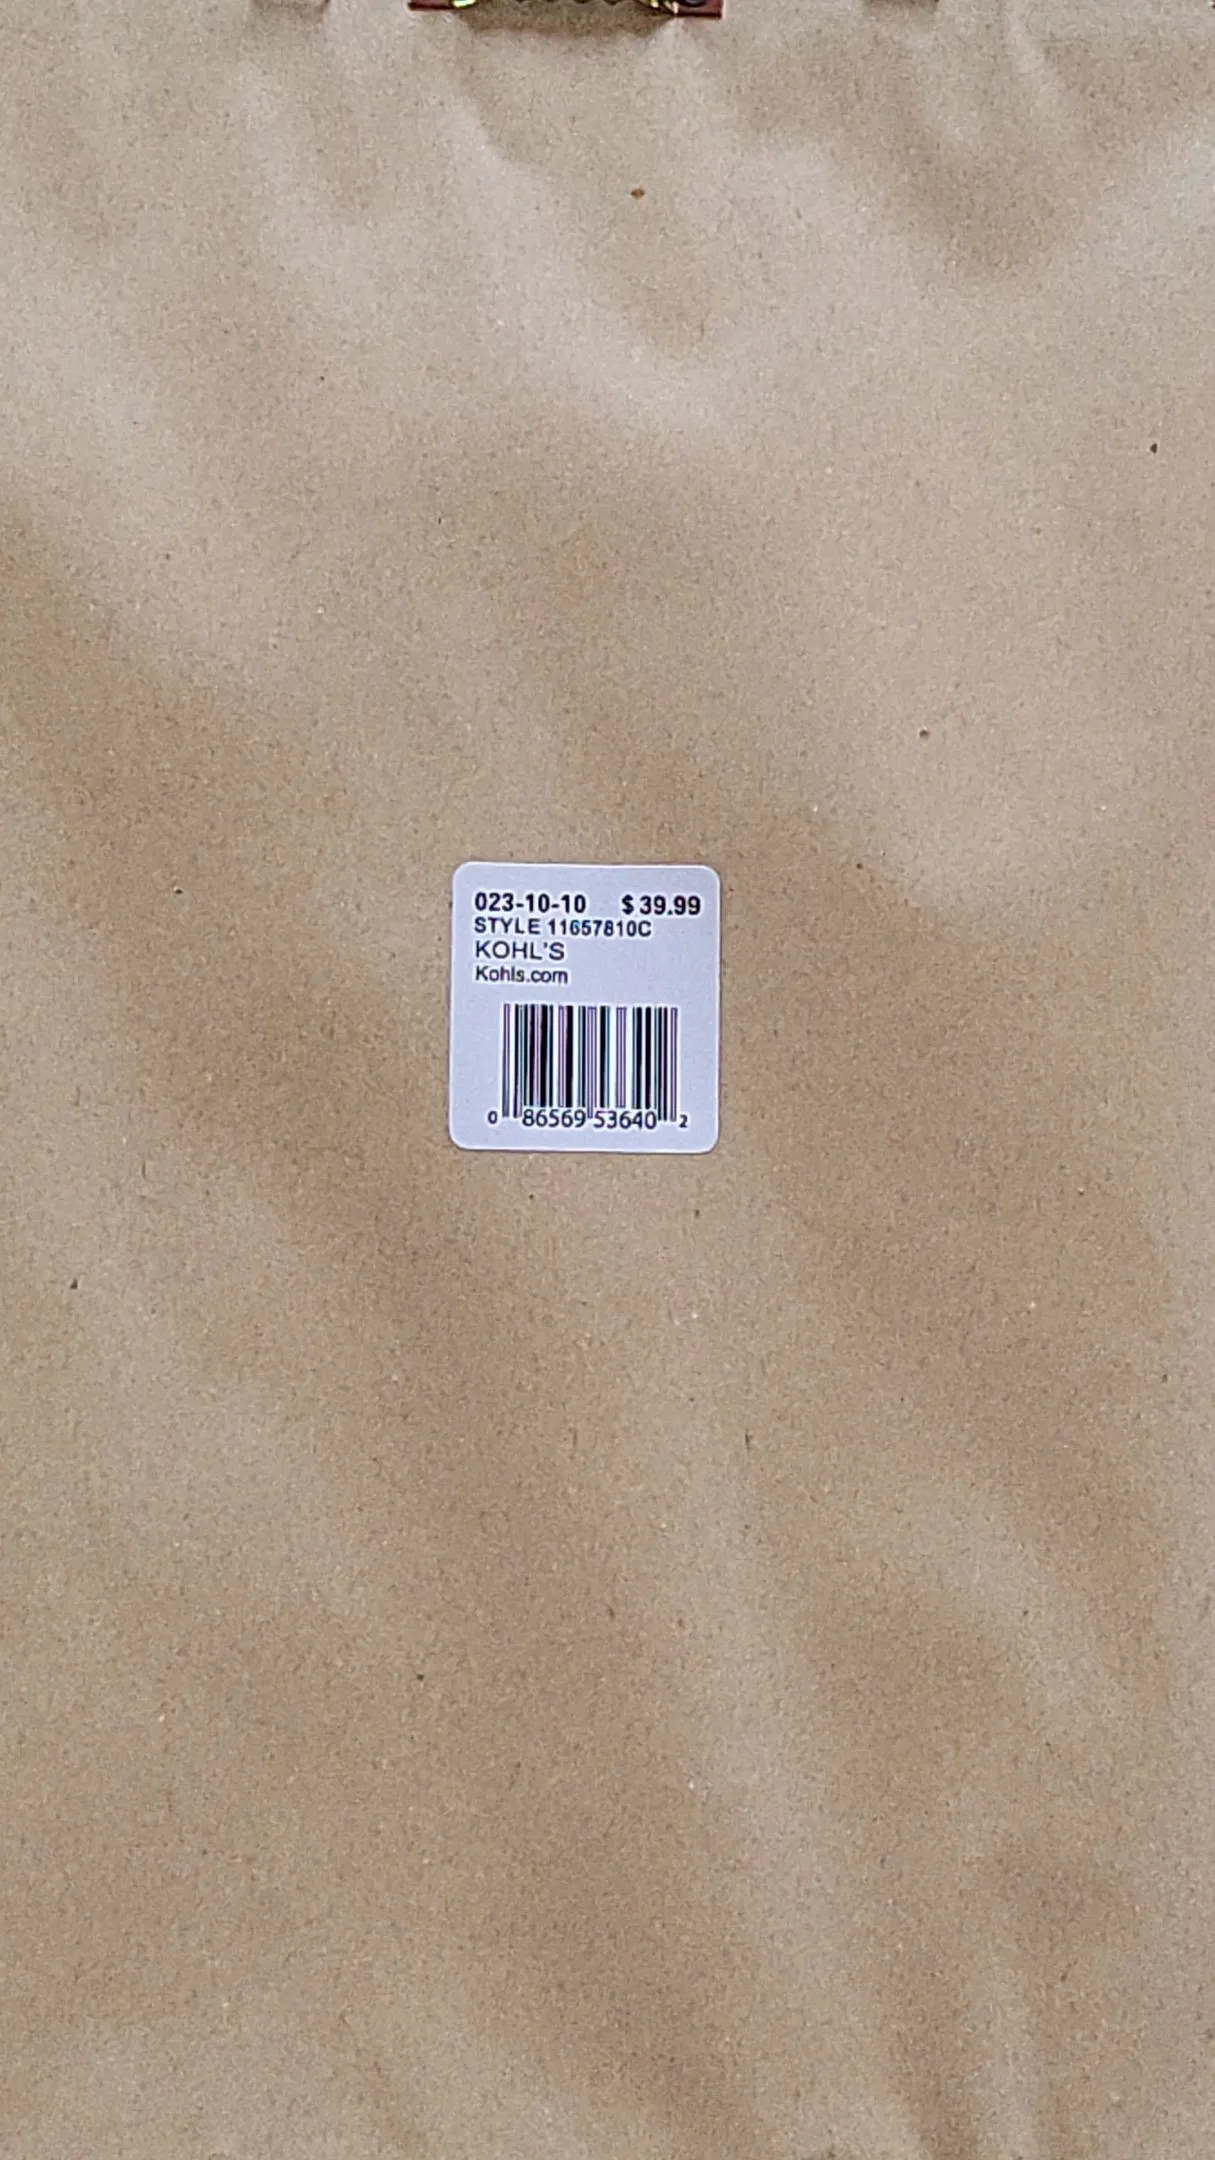 023-10-10 $ 39.99
STYLE 11657810C
KOHL'S
Kohls.com
0 86569 53640 2